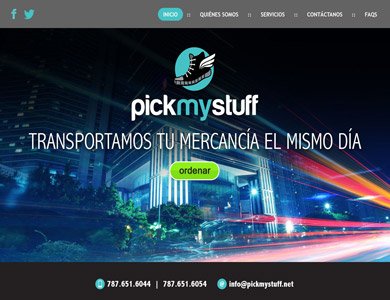 INICIO :: QUIÉNES SOMOS :: SERVICIOS :: CONTÁCTANOS :: FAQS
pickmystuff
TRANSPORTAMOS TU MERCANCÍA EL MISMO DÍA
ordenar
787.651.6044 | 787.651.6054 info@pickmystuff.net